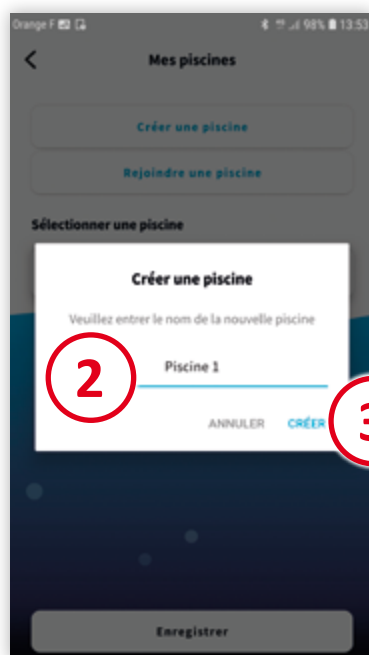 Orange F
98% 13:53
Mes piscines
Créer une piscine
Rejoindre une piscine
Sélectionner une piscine
Créer une piscine
Veuillez entrer le nom de la nouvelle piscine
2
Piscine 1
ANNULER CRÉER
3
Enregistrer